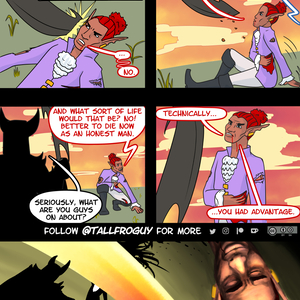 ...
NO.
AND WHAT SORT OF LIFE
WOULD THAT BE? NO!
BETTER TO DIE NOW
AS AN HONEST MAN.
SERIOUSLY, WHAT
ARE YOU GUYS
ON ABOUT?
TECHNICALLY...
...YOU HAD ADVANTAGE.
FOLLOW @TALLFROGUY FOR MORE